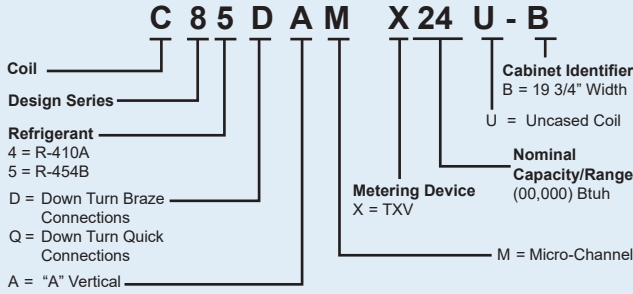 C 8 5 D A M X 24 U - B
Coil
Design Series
Refrigerant
4 = R-410A
5 = R-454B
D = Down Turn Braze
Connections
Q = Down Turn Quick
Connections
A = "A" Vertical
Metering Device
X = TXV
Cabinet Identifier
B = 19 3/4" Width
U = Uncased Coil
Nominal
Capacity/Range
(00,000) Btuh
M = Micro-Channel